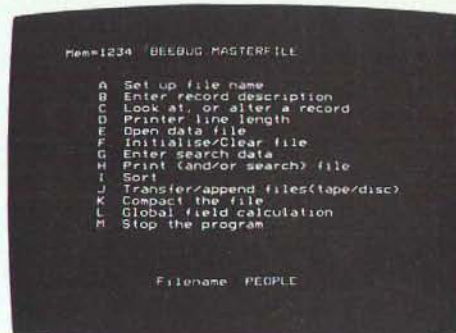 Mem=1234 BEEBUG MASTERFILE
A Set up file name
B Enter record description
C Look at, or alter a record
D Printer line length
E Open data file
F Initialise/Clear file
G Enter search data
H Print (and/or search) file
I Sort
J Transfer/append files(tape/disc)
K Compact the file
L Global field calculation
M Stop the program
Filename PEOPLE